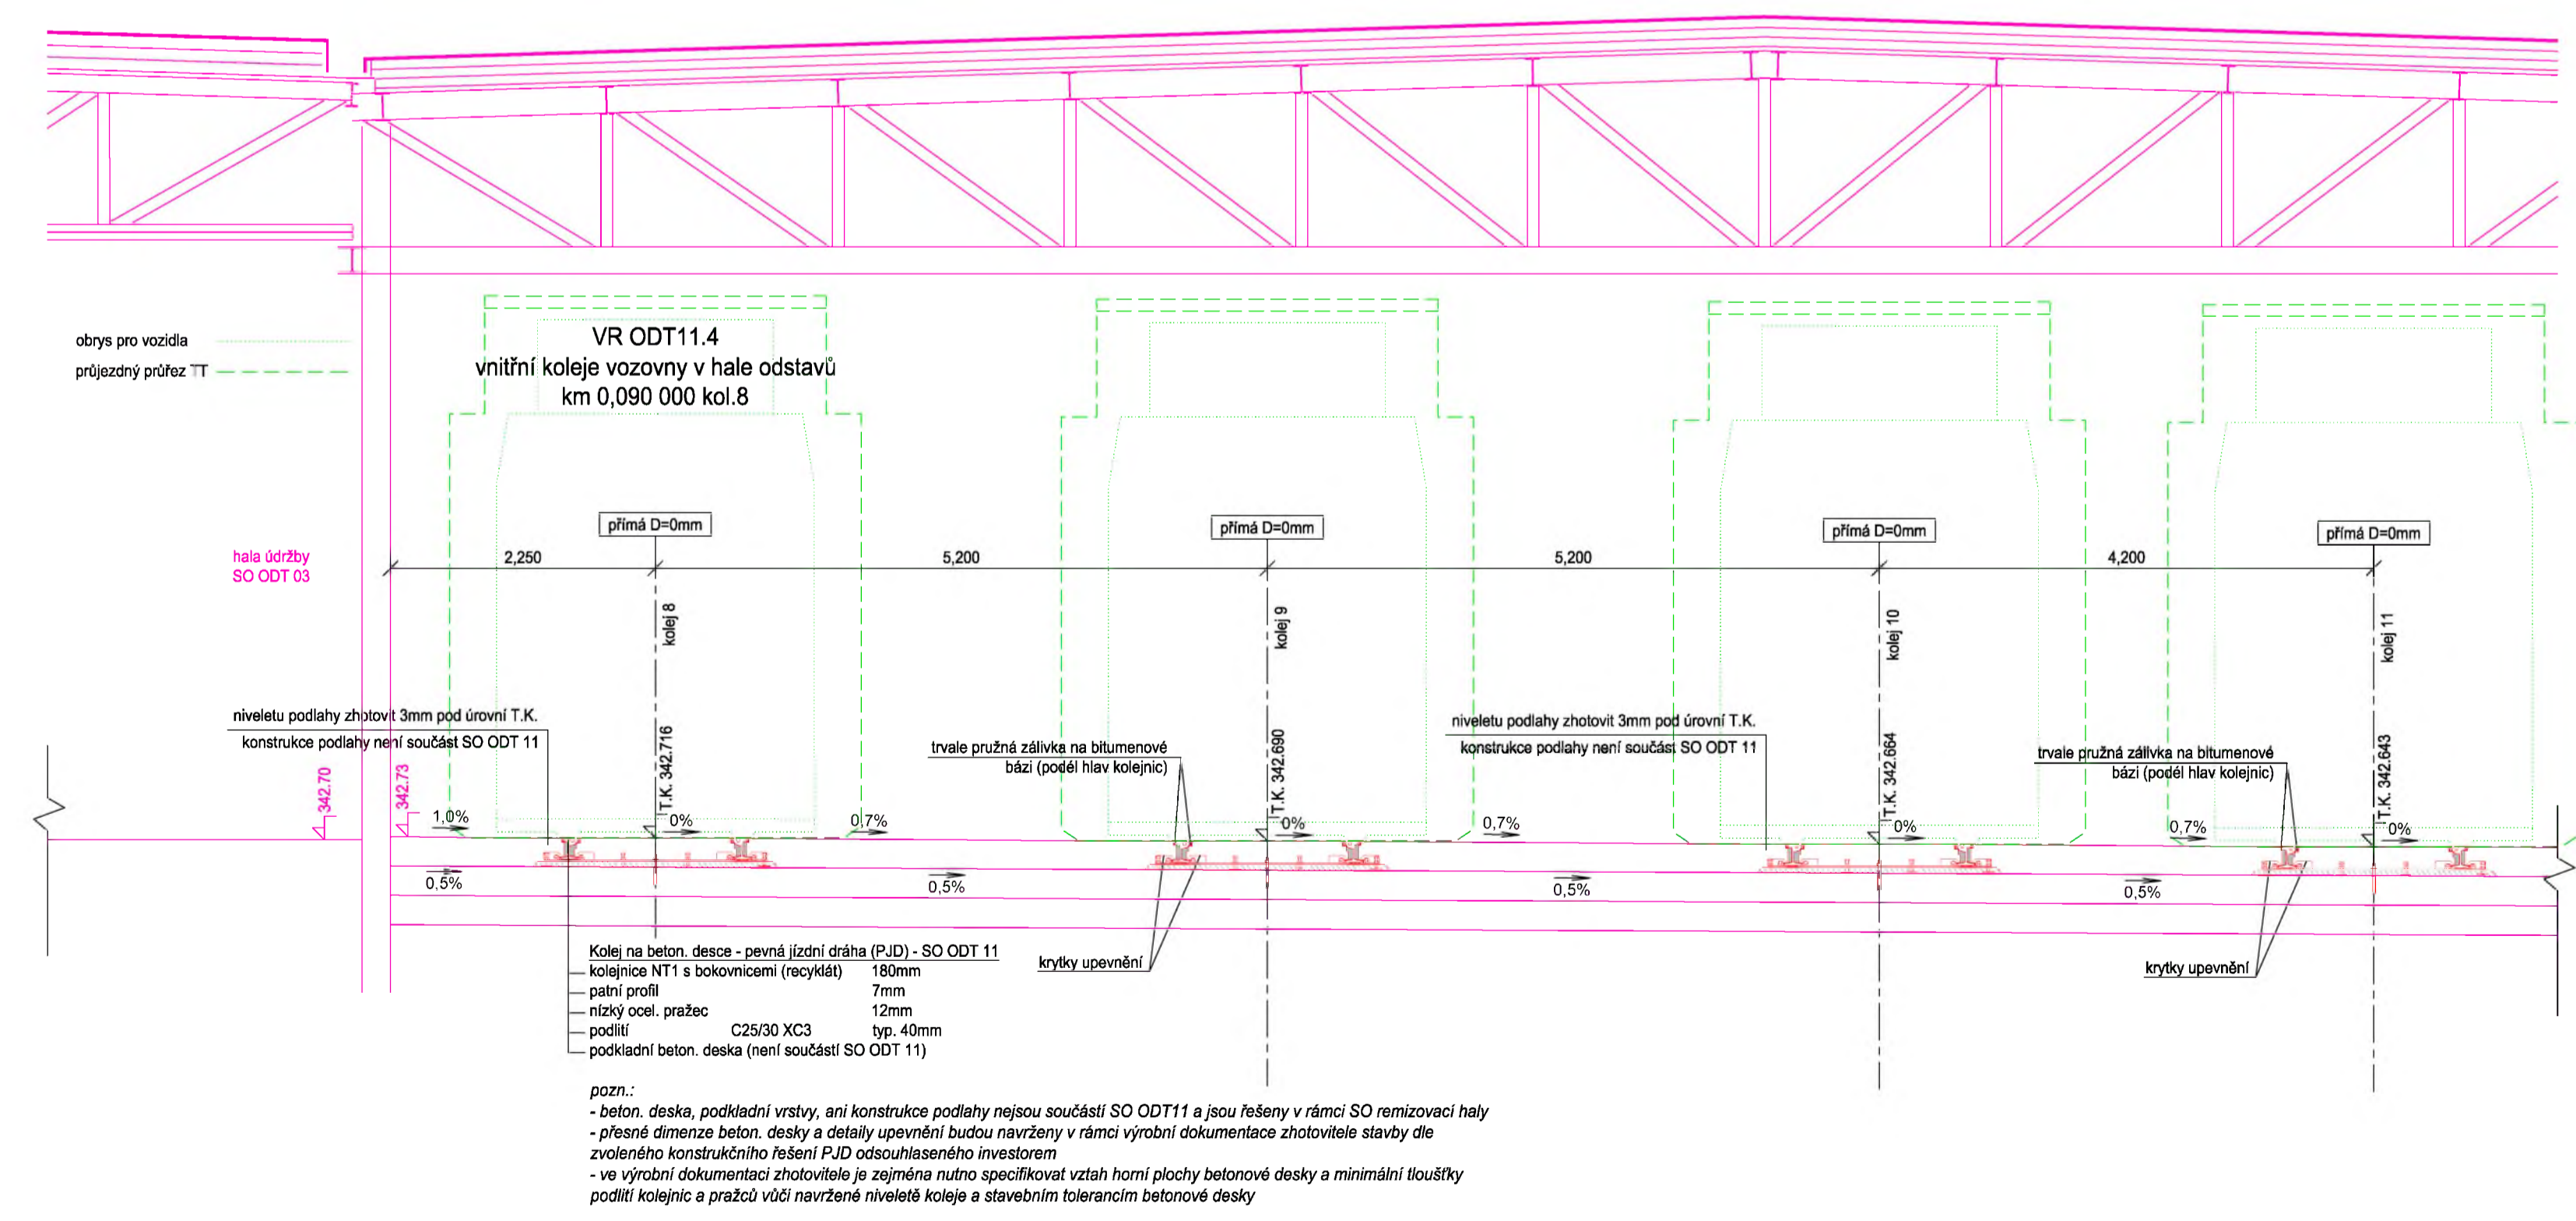 VR ODT11.4
vnitřní koleje vozovny v hale odstavů
km 0,090 000 kol.8
obrys pro vozidla
průjezdný průřez TT
přímá D=0mm
přímá D=0mm
přímá D=0mm
přímá D=0mm
hala údržby
SO ODT 03
2,250
5,200
5,200
4,200
kolej 8
kolej 9
kolej 10
kolej 11
niveletu podlahy zhotovit 3mm pod úrovní T.K.
konstrukce podlahy není součást SO ODT 11
T.K. 342.716
trvale pružná zálivka na bitumenové
bázi (podél hlav kolejnic)
T.K. 342.690
niveletu podlahy zhotovit 3mm pod úrovní T.K.
konstrukce podlahy není součást SO ODT 11
T.K. 342.664
trvale pružná zálivka na bitumenové
bázi (podél hlav kolejnic)
T.K. 342.643
342.70
342.73
1,0%
0%
0,7%
0%
0,7%
0%
0,7%
0%
0,5%
0,5%
0,5%
0,5%
Kolej na beton. desce - pevná jízdní dráha (PJD) - SO ODT 11
kolejnice NT1 s bokovnicemi (recyklát) 180mm
patní profil 7mm
nízký ocel. pražec 12mm
podlití C25/30 XC3 typ. 40mm
podkladní beton. deska (není součástí SO ODT 11)
krytky upevnění
krytky upevnění
pozn.:
- beton. deska, podkladní vrstvy, ani konstrukce podlahy nejsou součástí SO ODT11 a jsou řešeny v rámci SO remizovací haly
- přesné dimenze beton. desky a detaily upevnění budou navrženy v rámci výrobní dokumentace zhotovitele stavby dle
zvoleného konstrukčního řešení PJD odsouhlaseného investorem
- ve výrobní dokumentaci zhotovitele je zejména nutno specifikovat vztah horní plochy betonové desky a minimální tloušťky
podlití kolejnic a pražců vůči navržené niveletě koleje a stavebním tolerancím betonové desky